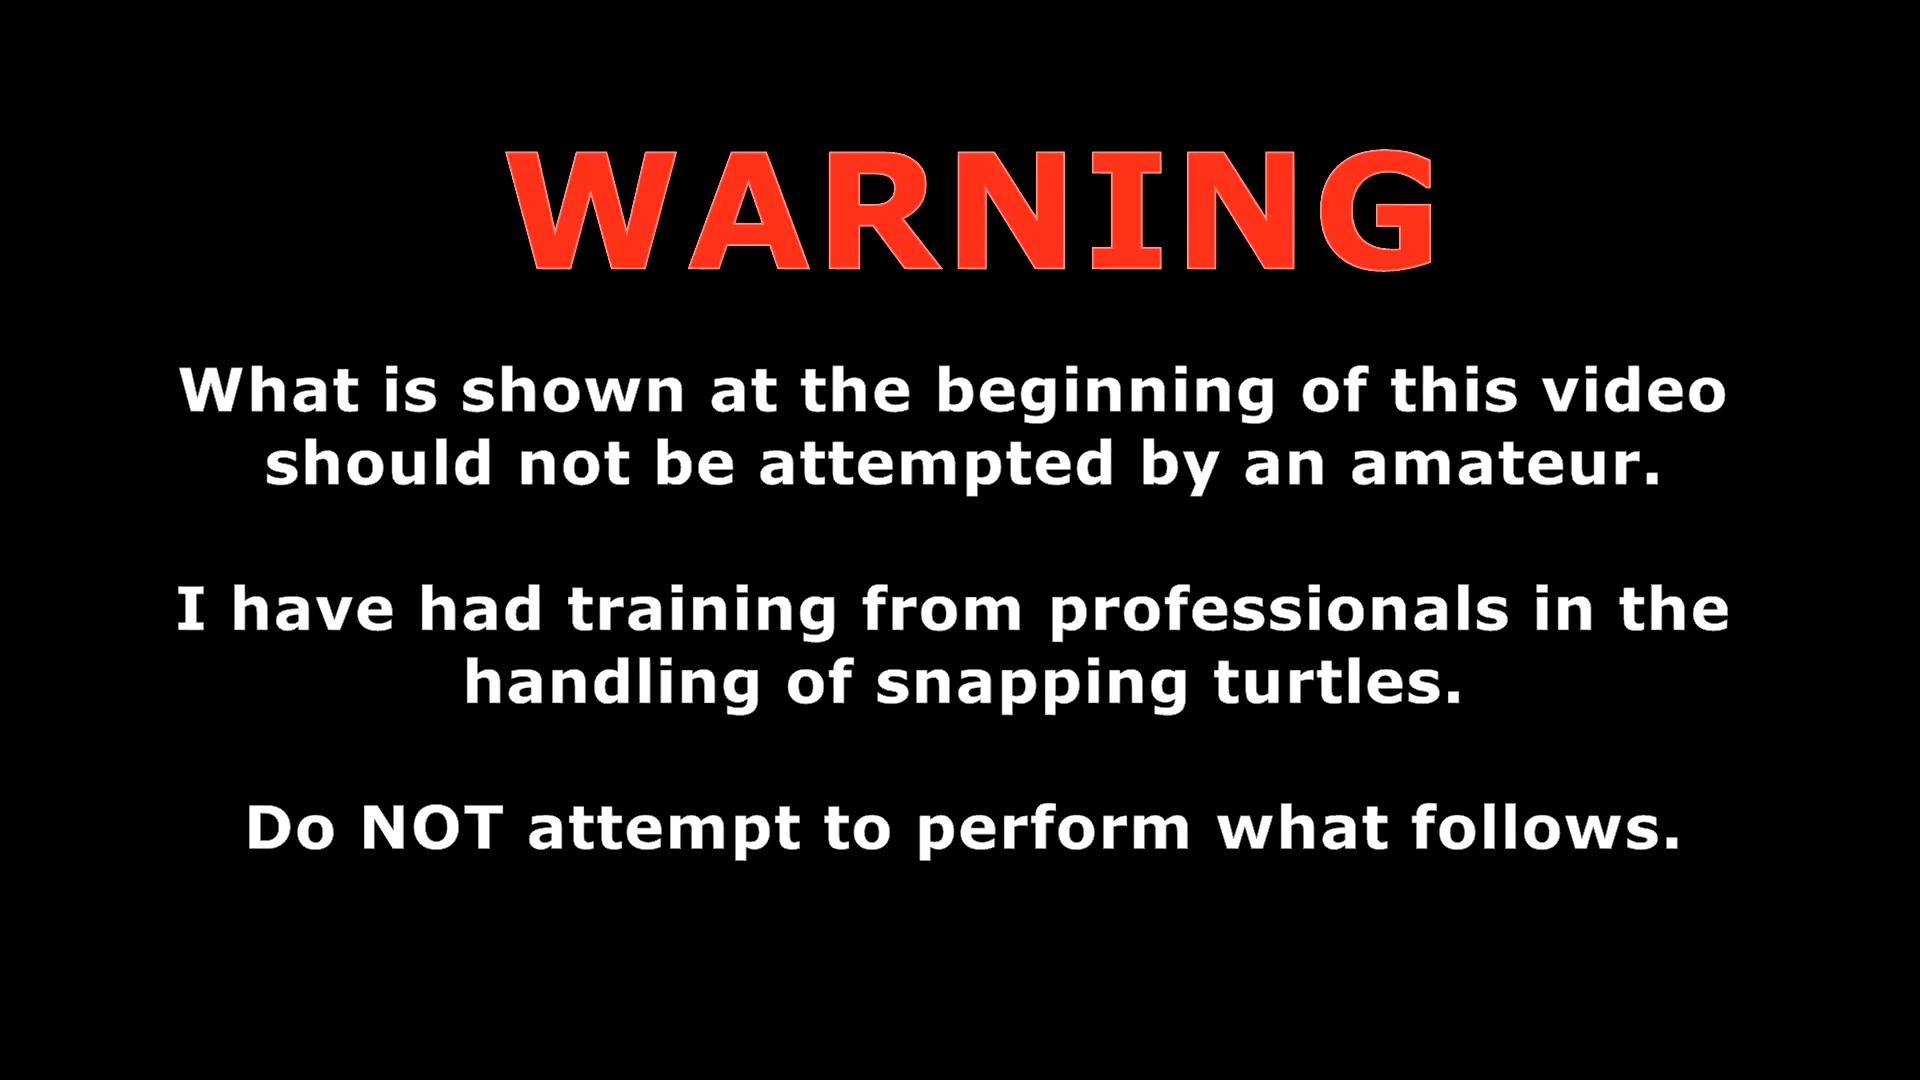 WARNING
What is shown at the beginning of this video
should not be attempted by an amateur.
I have had training from professionals in the
handling of snapping turtles.
Do NOT attempt to perform what follows.